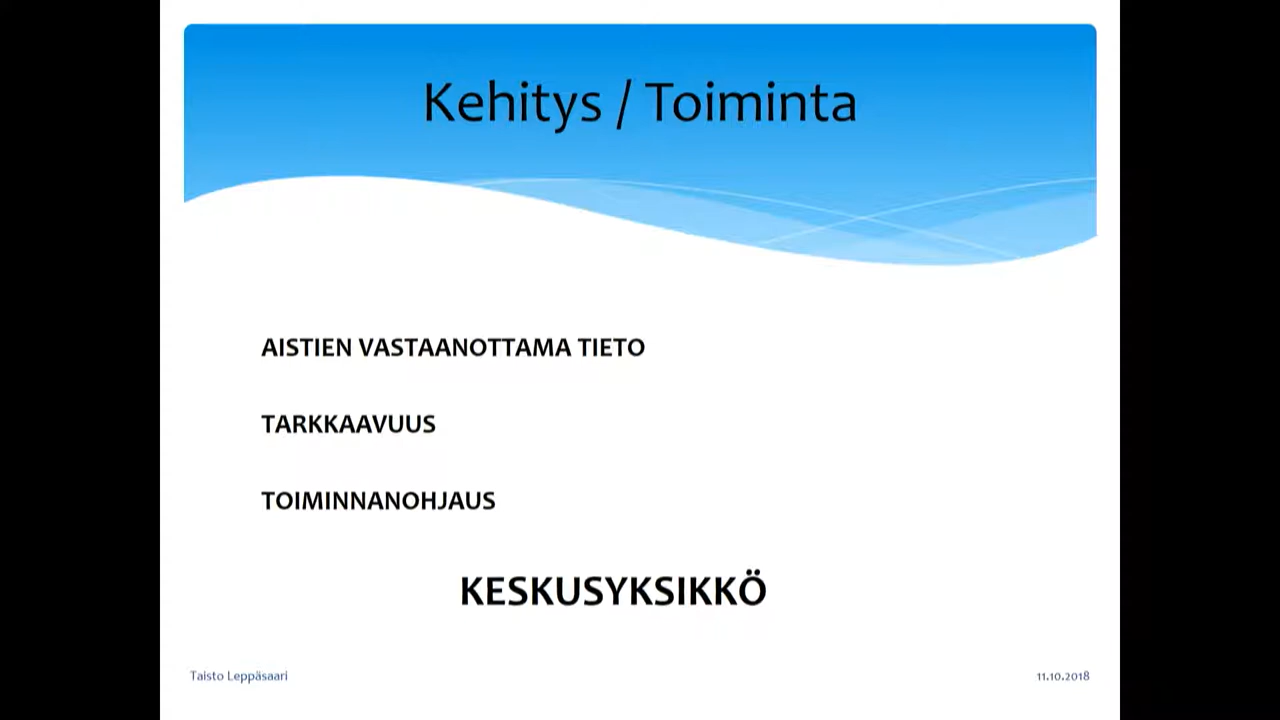 Kehitys / Toiminta
AISTIEN VASTAANOTTAMA TIETO
TARKKAAVUUS
TOIMINNANOHJAUS
KESKUSYKSIKKÖ
Taisto Leppäsaari
11.10.2018